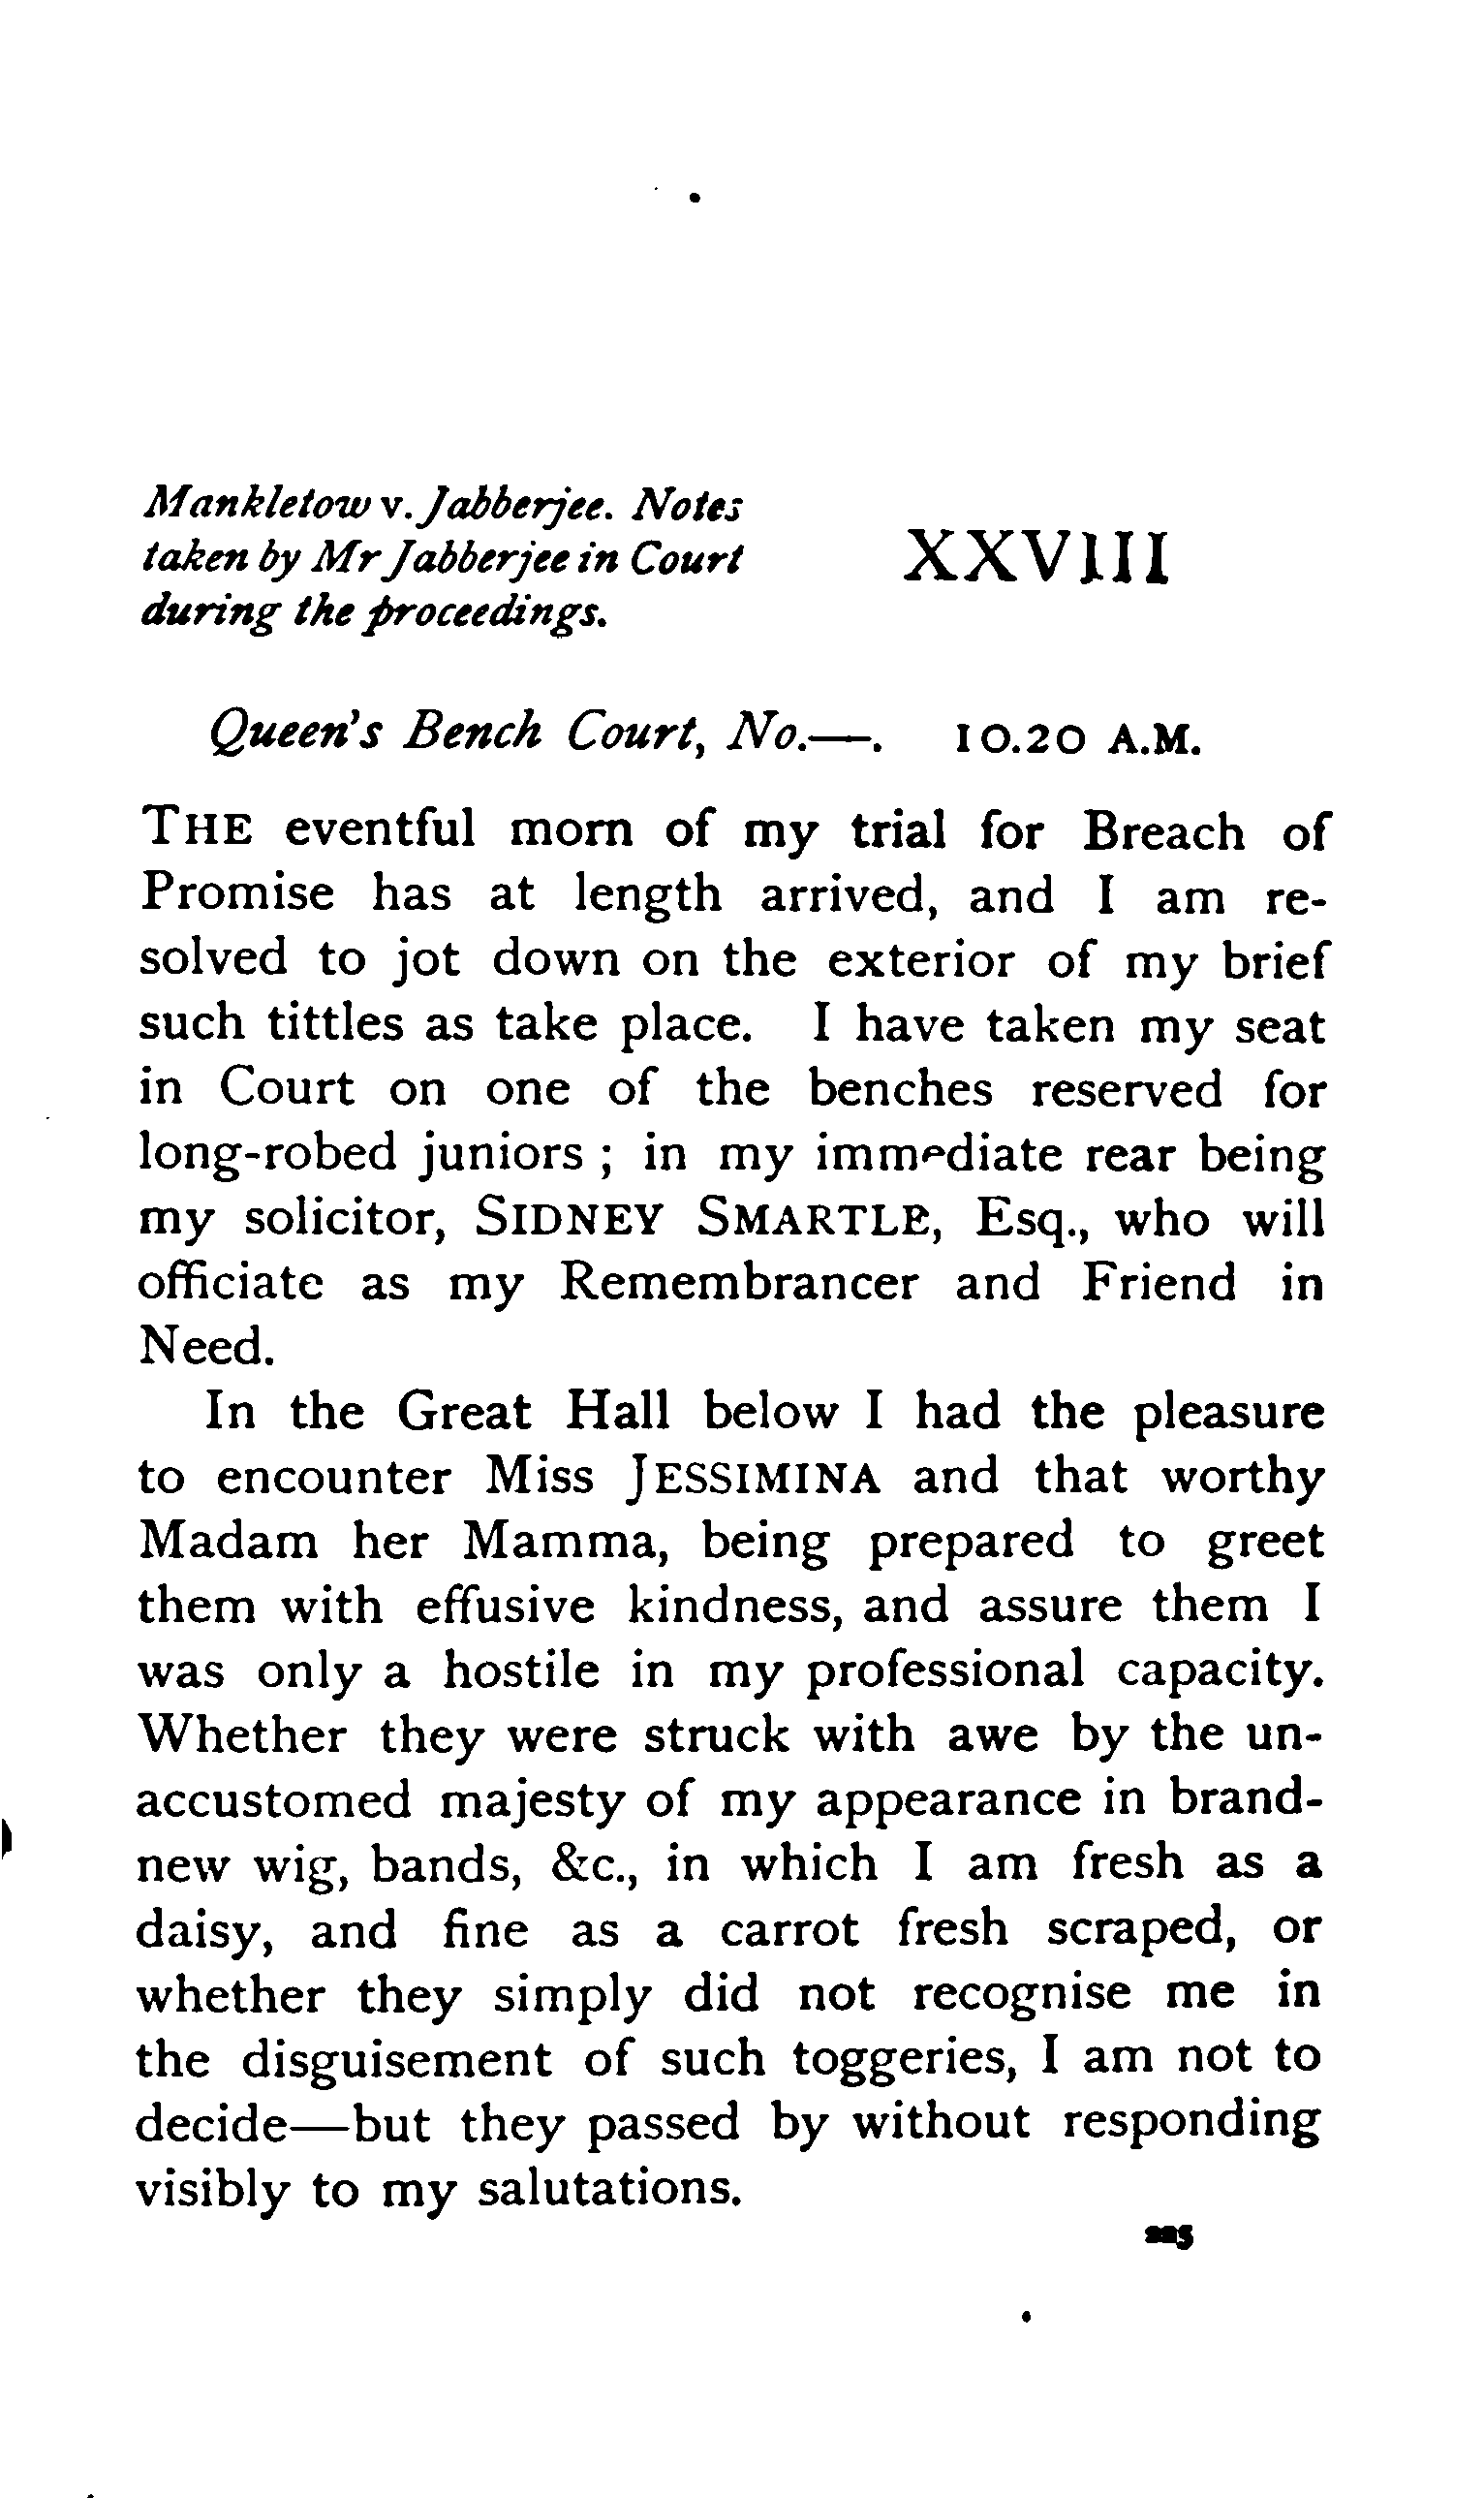 Mankletow v. Jabberjee. Notes
taken by Mr Jabberjee in Court
during the proceedings.
XXVIII
Queen's Bench Court, No.—. 10.20 A.M.
THE eventful morn of my trial for Breach of
Promise has at length arrived, and I am re-
solved to jot down on the exterior of my brief
such tittles as take place. I have taken my seat
in Court on one of the benches reserved for
long-robed juniors ; in my immediate rear being
my solicitor, SIDNEY SMARTLE, Esq., who will
officiate as my Remembrancer and Friend in
Need.
In the Great Hall below I had the pleasure
to encounter Miss JESSIMINA and that worthy
Madam her Mamma, being prepared to greet
them with effusive kindness, and assure them I
was only a hostile in my professional capacity.
Whether they were struck with awe by the un-
accustomed majesty of my appearance in brand-
new wig, bands, &c., in which I am fresh as a
daisy, and fine as a carrot fresh scraped, or
whether they simply did not recognise me in
the disguisement of such toggeries, I am not to
decide—but they passed by without responding
visibly to my salutations.
225